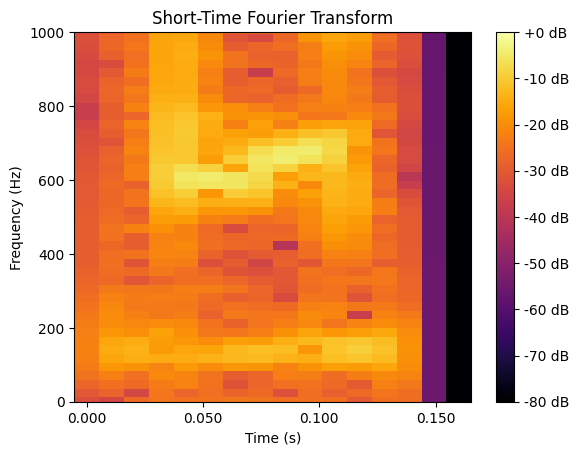 Short-Time Fourier Transform
1000
800
600
400
200
0
Frequency (Hz)
0.000
0.050
0.100
0.150
Time (s)
+0 dB
-10 dB
-20 dB
-30 dB
-40 dB
-50 dB
-60 dB
-70 dB
-80 dB